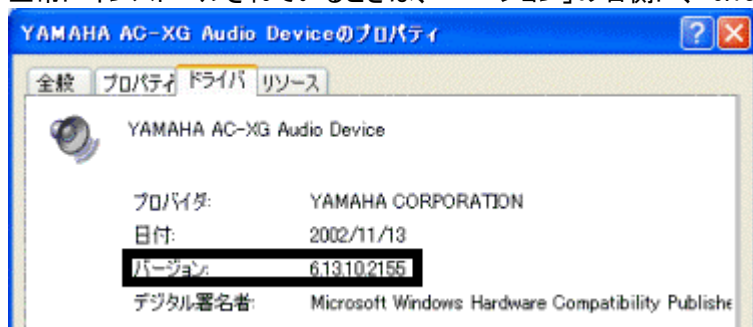 YAMAHA AC-XG Audio Deviceのプロパティ
全般 プロパティ ドライバ リソース
YAMAHA AC-XG Audio Device
プロバイダ: YAMAHA CORPORATION
日付: 2002/11/13
バージョン: 6.13.10.2155
デジタル署名者: Microsoft Windows Hardware Compatibility Publishe